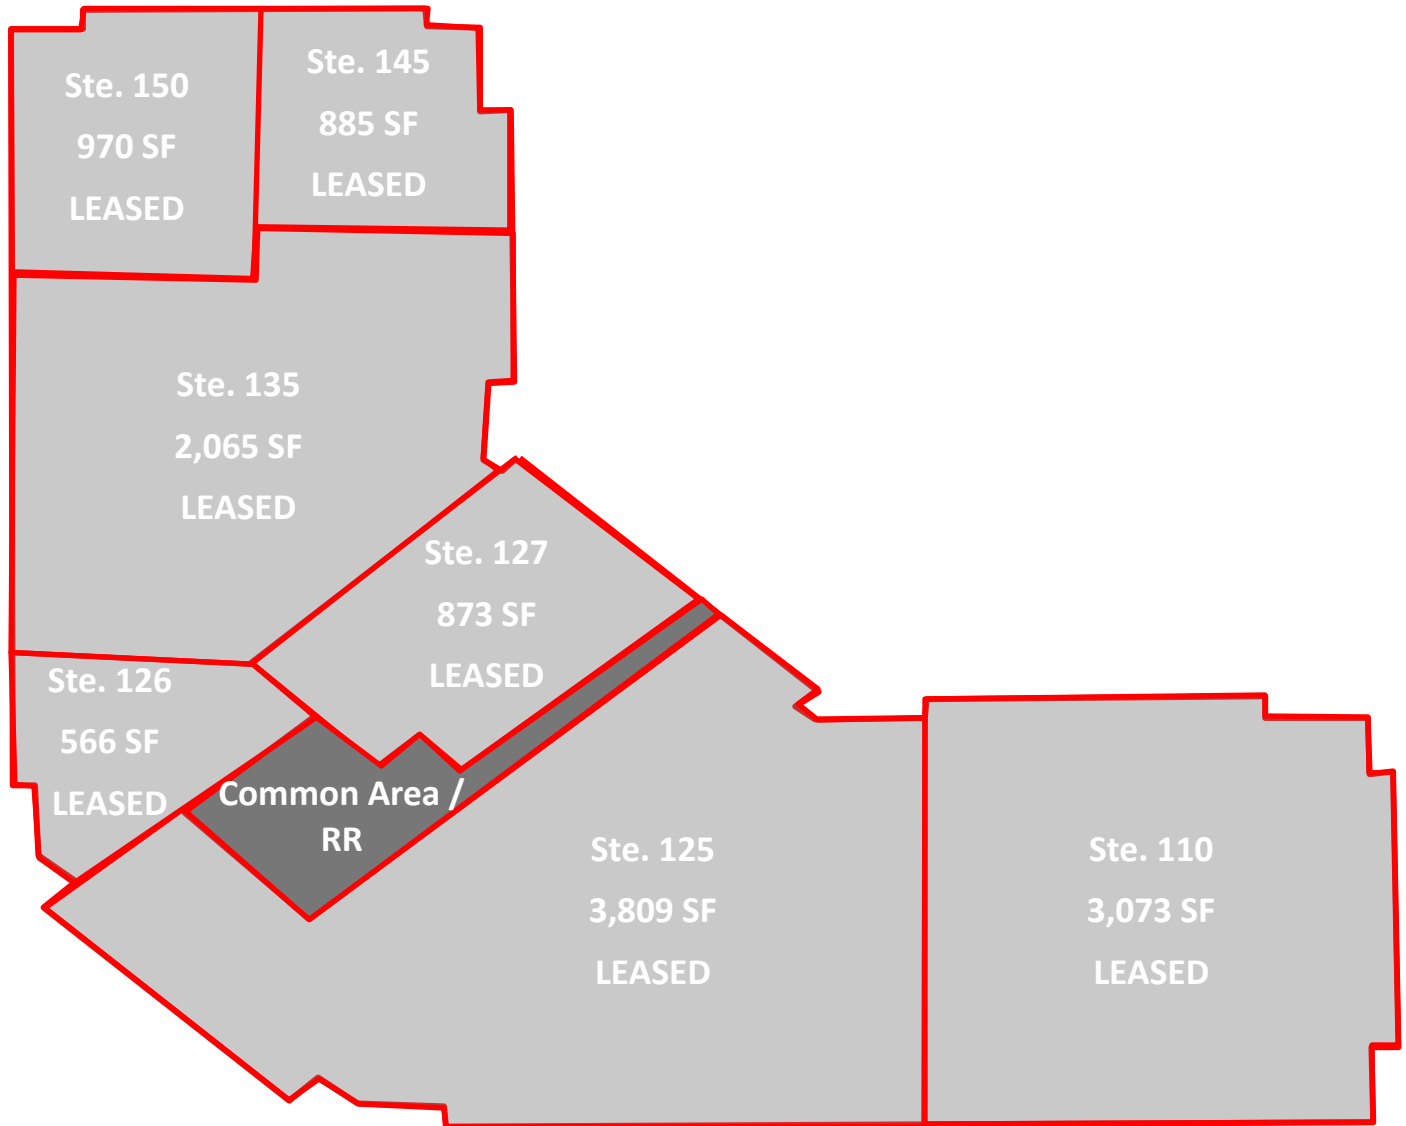 Ste. 150
970 SF
LEASED
Ste. 145
885 SF
LEASED
Ste. 135
2,065 SF
LEASED
Ste. 127
873 SF
LEASED
Ste. 126
566 SF
LEASED
Common Area /
RR
Ste. 125
3,809 SF
LEASED
Ste. 110
3,073 SF
LEASED